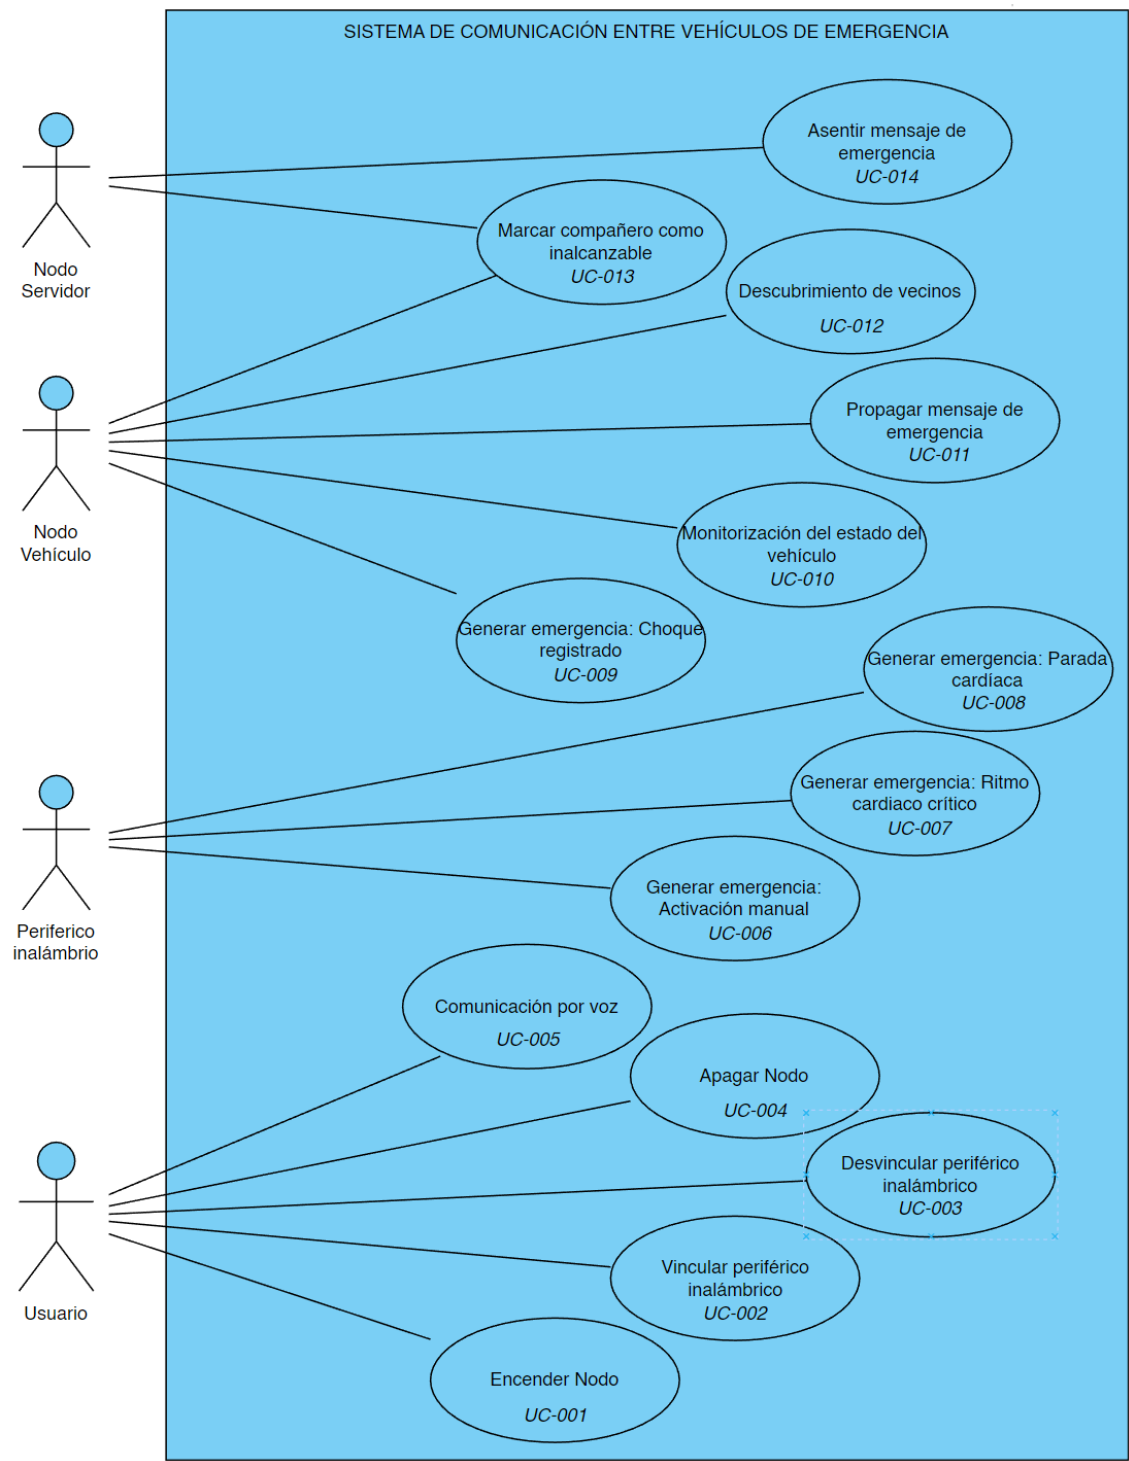 SISTEMA DE COMUNICACIÓN ENTRE VEHÍCULOS DE EMERGENCIA
Asentir mensaje de
emergencia
UC-014
Marcar compañero como
inalcanzable
UC-013
Nodo
Servidor
Descubrimiento de vecinos
UC-012
Propagar mensaje de
emergencia
UC-011
Nodo
Vehículo
Monitorización del estado del
vehículo
UC-010
Generar emergencia: Choque
registrado
UC-009
Generar emergencia: Parada
cardíaca
UC-008
Generar emergencia: Ritmo
cardiaco crítico
UC-007
Generar emergencia:
Activación manual
UC-006
Periferico
inalámbrio
Comunicación por voz
UC-005
Apagar Nodo
UC-004
Desvincular periférico
inalámbrico
UC-003
Vincular periférico
inalámbrico
UC-002
Usuario
Encender Nodo
UC-001